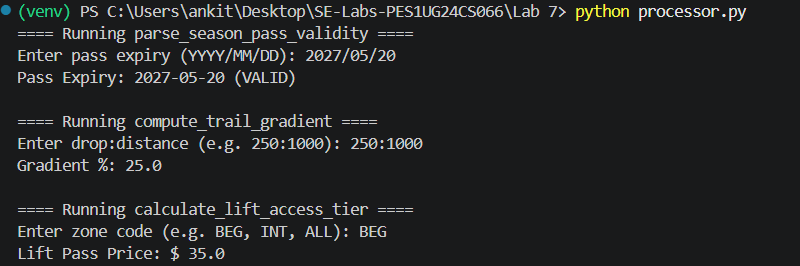 (venv) PS C:\Users\ankit\Desktop\SE-Labs-PES1UG24CS066\Lab 7> python processor.py
==== Running parse_season_pass_validity ====
Enter pass expiry (YYYY/MM/DD): 2027/05/20
Pass Expiry: 2027-05-20 (VALID)
==== Running compute_trail_gradient ====
Enter drop:distance (e.g. 250:1000): 250:1000
Gradient %: 25.0
==== Running calculate_lift_access_tier ====
Enter zone code (e.g. BEG, INT, ALL): BEG
Lift Pass Price: $ 35.0